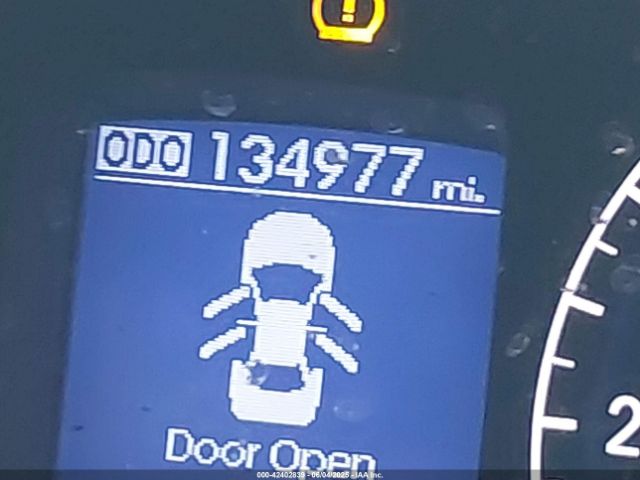 !
ODO 134977 mi.
2
Door Open
000-42402839 - 06/04/2025 - IAA Inc.